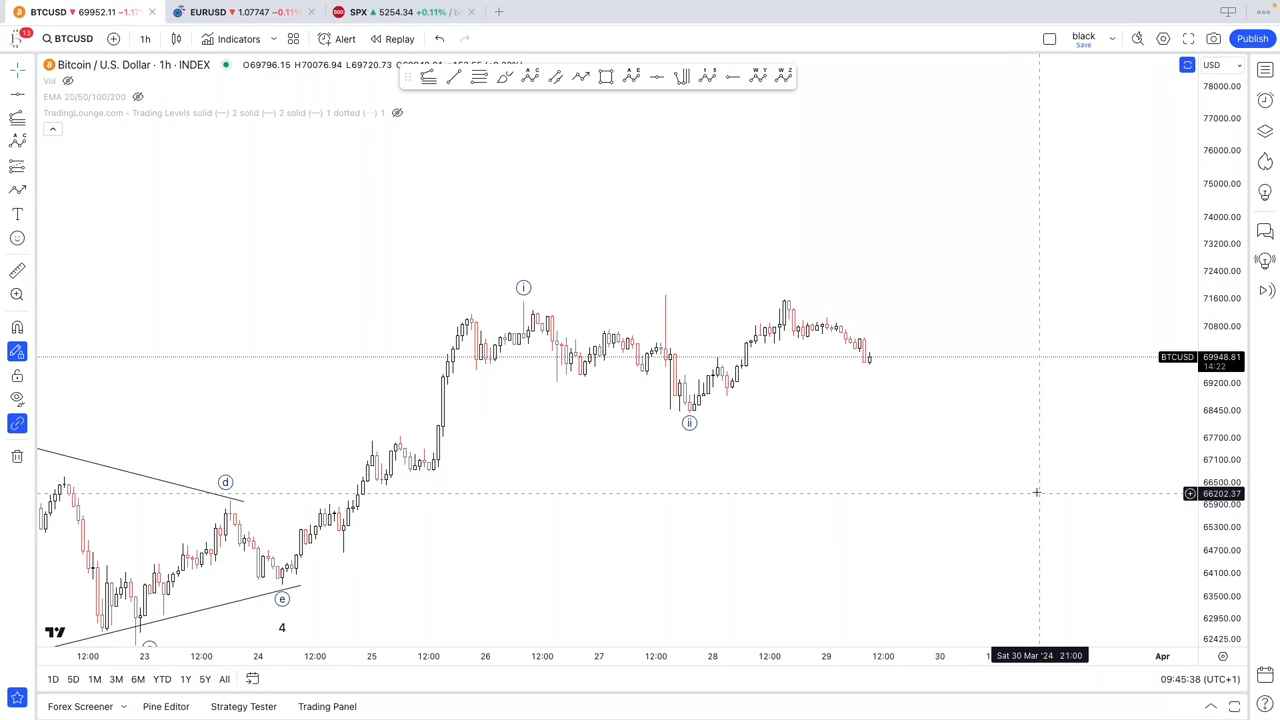 BTCUSD 69952.11 −1.17%
EURUSD 1.07747 −0.11%
SPX 5254.34 +0.11% /
13
BTCUSD 1h Indicators Alert Replay black Save Publish
Bitcoin / U.S. Dollar · 1h · INDEX O69796.15 H70076.94 L69720.73
USD
Vol
EMA 20/50/100/200
TradingLounge.com - Trading Levels solid (—) 2 solid (—) 2 solid (—) 1 dotted (···) 1
78000.00
77000.00
76000.00
75000.00
74000.00
73200.00
72400.00
71600.00
70800.00
BTCUSD 69948.81
14:22
69200.00
68450.00
67700.00
67100.00
66500.00
66202.37
65900.00
65300.00
64700.00
64100.00
63500.00
62950.00
62425.00
i
ii
d
e
4
12:00 23 12:00 24 12:00 25 12:00 26 12:00 27 12:00 28 12:00 29 12:00 30 Sat 30 Mar '24 21:00 Apr
1D 5D 1M 3M 6M YTD 1Y 5Y All
09:45:38 (UTC+1)
Forex Screener Pine Editor Strategy Tester Trading Panel